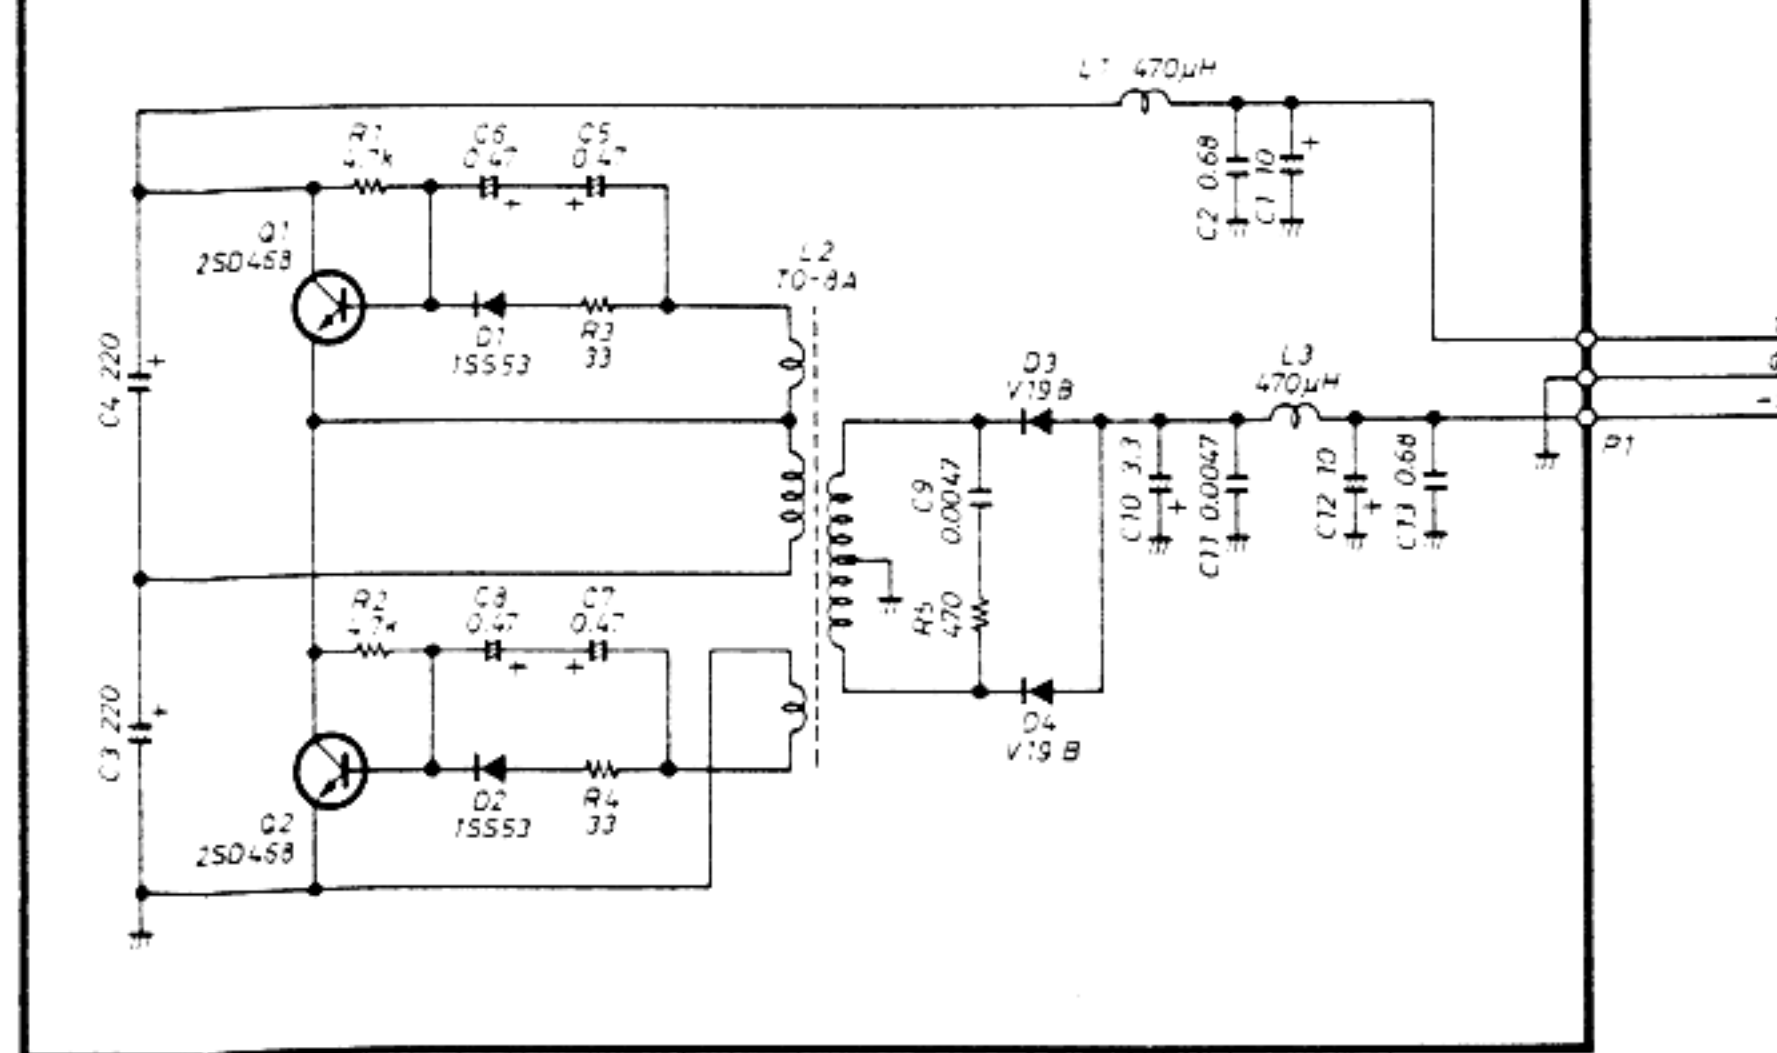 L1 470μH
R1
4.7k
C6
0.47
C5
0.47
+
+
Q1
2SD468
C2 0.68
C1 10
+
L2
TO-8A
D1
1SS53
R3
33
C4 220
+
D3
V19B
L3
470μH
P1
C9
0.0047
C10 3.3
+
C11 0.0047
C12 10
+
C13 0.68
R5
470
R2
4.7k
C8
0.47
C7
0.47
+
+
C3 220
+
D4
V19B
D2
1SS53
R4
33
Q2
2SD468